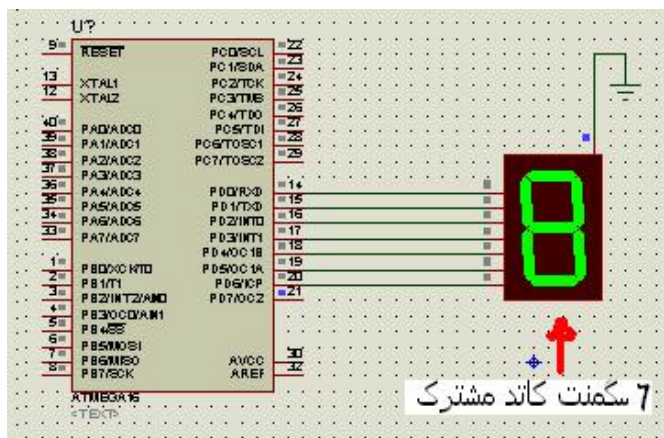 U?
9 RESET
13 XTAL1
12 XTAL2
40 PA0/ADC0
39 PA1/ADC1
38 PA2/ADC2
37 PA3/ADC3
36 PA4/ADC4
35 PA5/ADC5
34 PA6/ADC6
33 PA7/ADC7
1 PB0/XCK/T0
2 PB1/T1
3 PB2/INT2/AIN0
4 PB3/OC0/AIN1
5 PB4/SS
6 PB5/MOSI
7 PB6/MISO
8 PB7/SCK
PC0/SCL 22
PC1/SDA 23
PC2/TCK 24
PC3/TMS 25
PC4/TDO 26
PC5/TDI 27
PC6/TOSC1 28
PC7/TOSC2 29
PD0/RXD 14
PD1/TXD 15
PD2/INT0 16
PD3/INT1 17
PD4/OC1B 18
PD5/OC1A 19
PD6/ICP 20
PD7/OC2 21
AVCC 30
AREF 32
ATMEGA16
<TEXT>
8
7 سگمنت کاتد مشترک